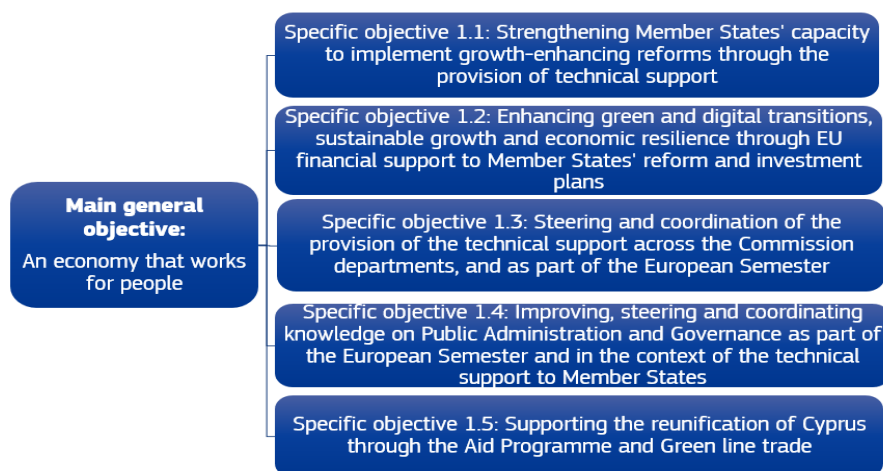 Specific objective 1.1: Strengthening Member States' capacity
to implement growth-enhancing reforms through the
provision of technical support
Specific objective 1.2: Enhancing green and digital transitions,
sustainable growth and economic resilience through EU
financial support to Member States' reform and investment
plans
Main general
objective:
An economy that works
for people
Specific objective 1.3: Steering and coordination of the
provision of the technical support across the Commission
departments, and as part of the European Semester
Specific objective 1.4: Improving, steering and coordinating
knowledge on Public Administration and Governance as part of
the European Semester and in the context of the technical
support to Member States
Specific objective 1.5: Supporting the reunification of Cyprus
through the Aid Programme and Green line trade